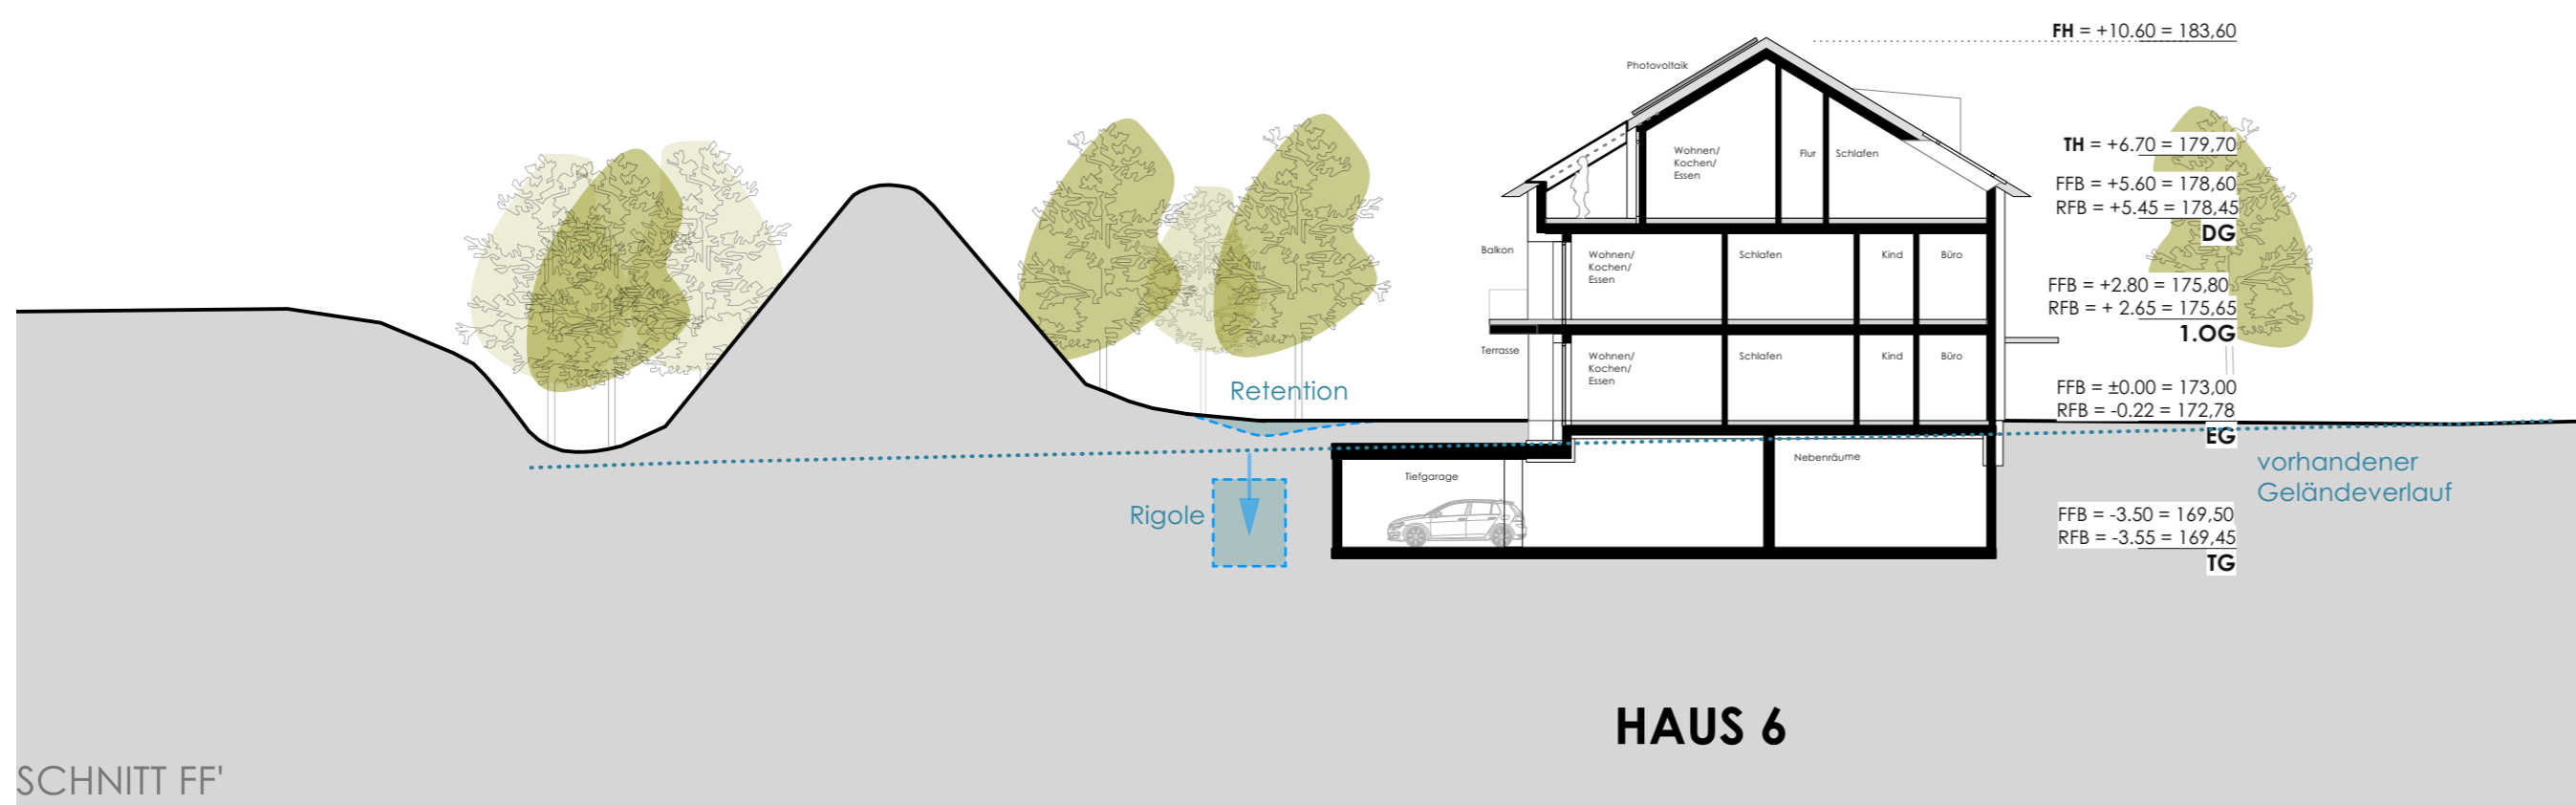 FH = +10.60 = 183,60
Photovoltaik
TH = +6.70 = 179,70
Wohnen/
Kochen/
Essen
Flur
Schlafen
FFB = +5.60 = 178,60
RFB = +5.45 = 178,45
DG
Balkon
Wohnen/
Kochen/
Essen
Schlafen
Kind
Büro
FFB = +2.80 = 175,80
RFB = + 2.65 = 175,65
1.OG
Terrasse
Wohnen/
Kochen/
Essen
Schlafen
Kind
Büro
Retention
FFB = ±0.00 = 173,00
RFB = -0.22 = 172,78
EG
Nebenräume
vorhandener
Geländeverlauf
Tiefgarage
Rigole
FFB = -3.50 = 169,50
RFB = -3.55 = 169,45
TG
HAUS 6
SCHNITT FF'